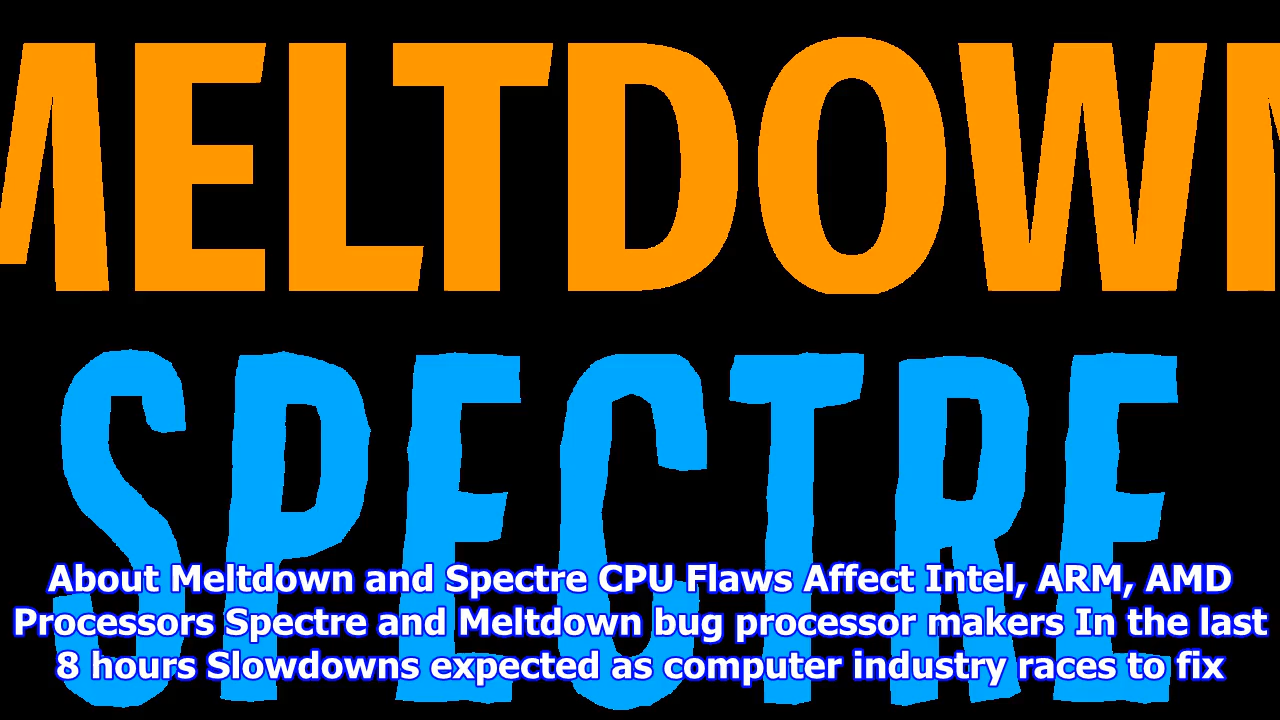 MELTDOWN
SPECTRE
About Meltdown and Spectre CPU Flaws Affect Intel, ARM, AMD
Processors Spectre and Meltdown bug processor makers In the last
8 hours Slowdowns expected as computer industry races to fix